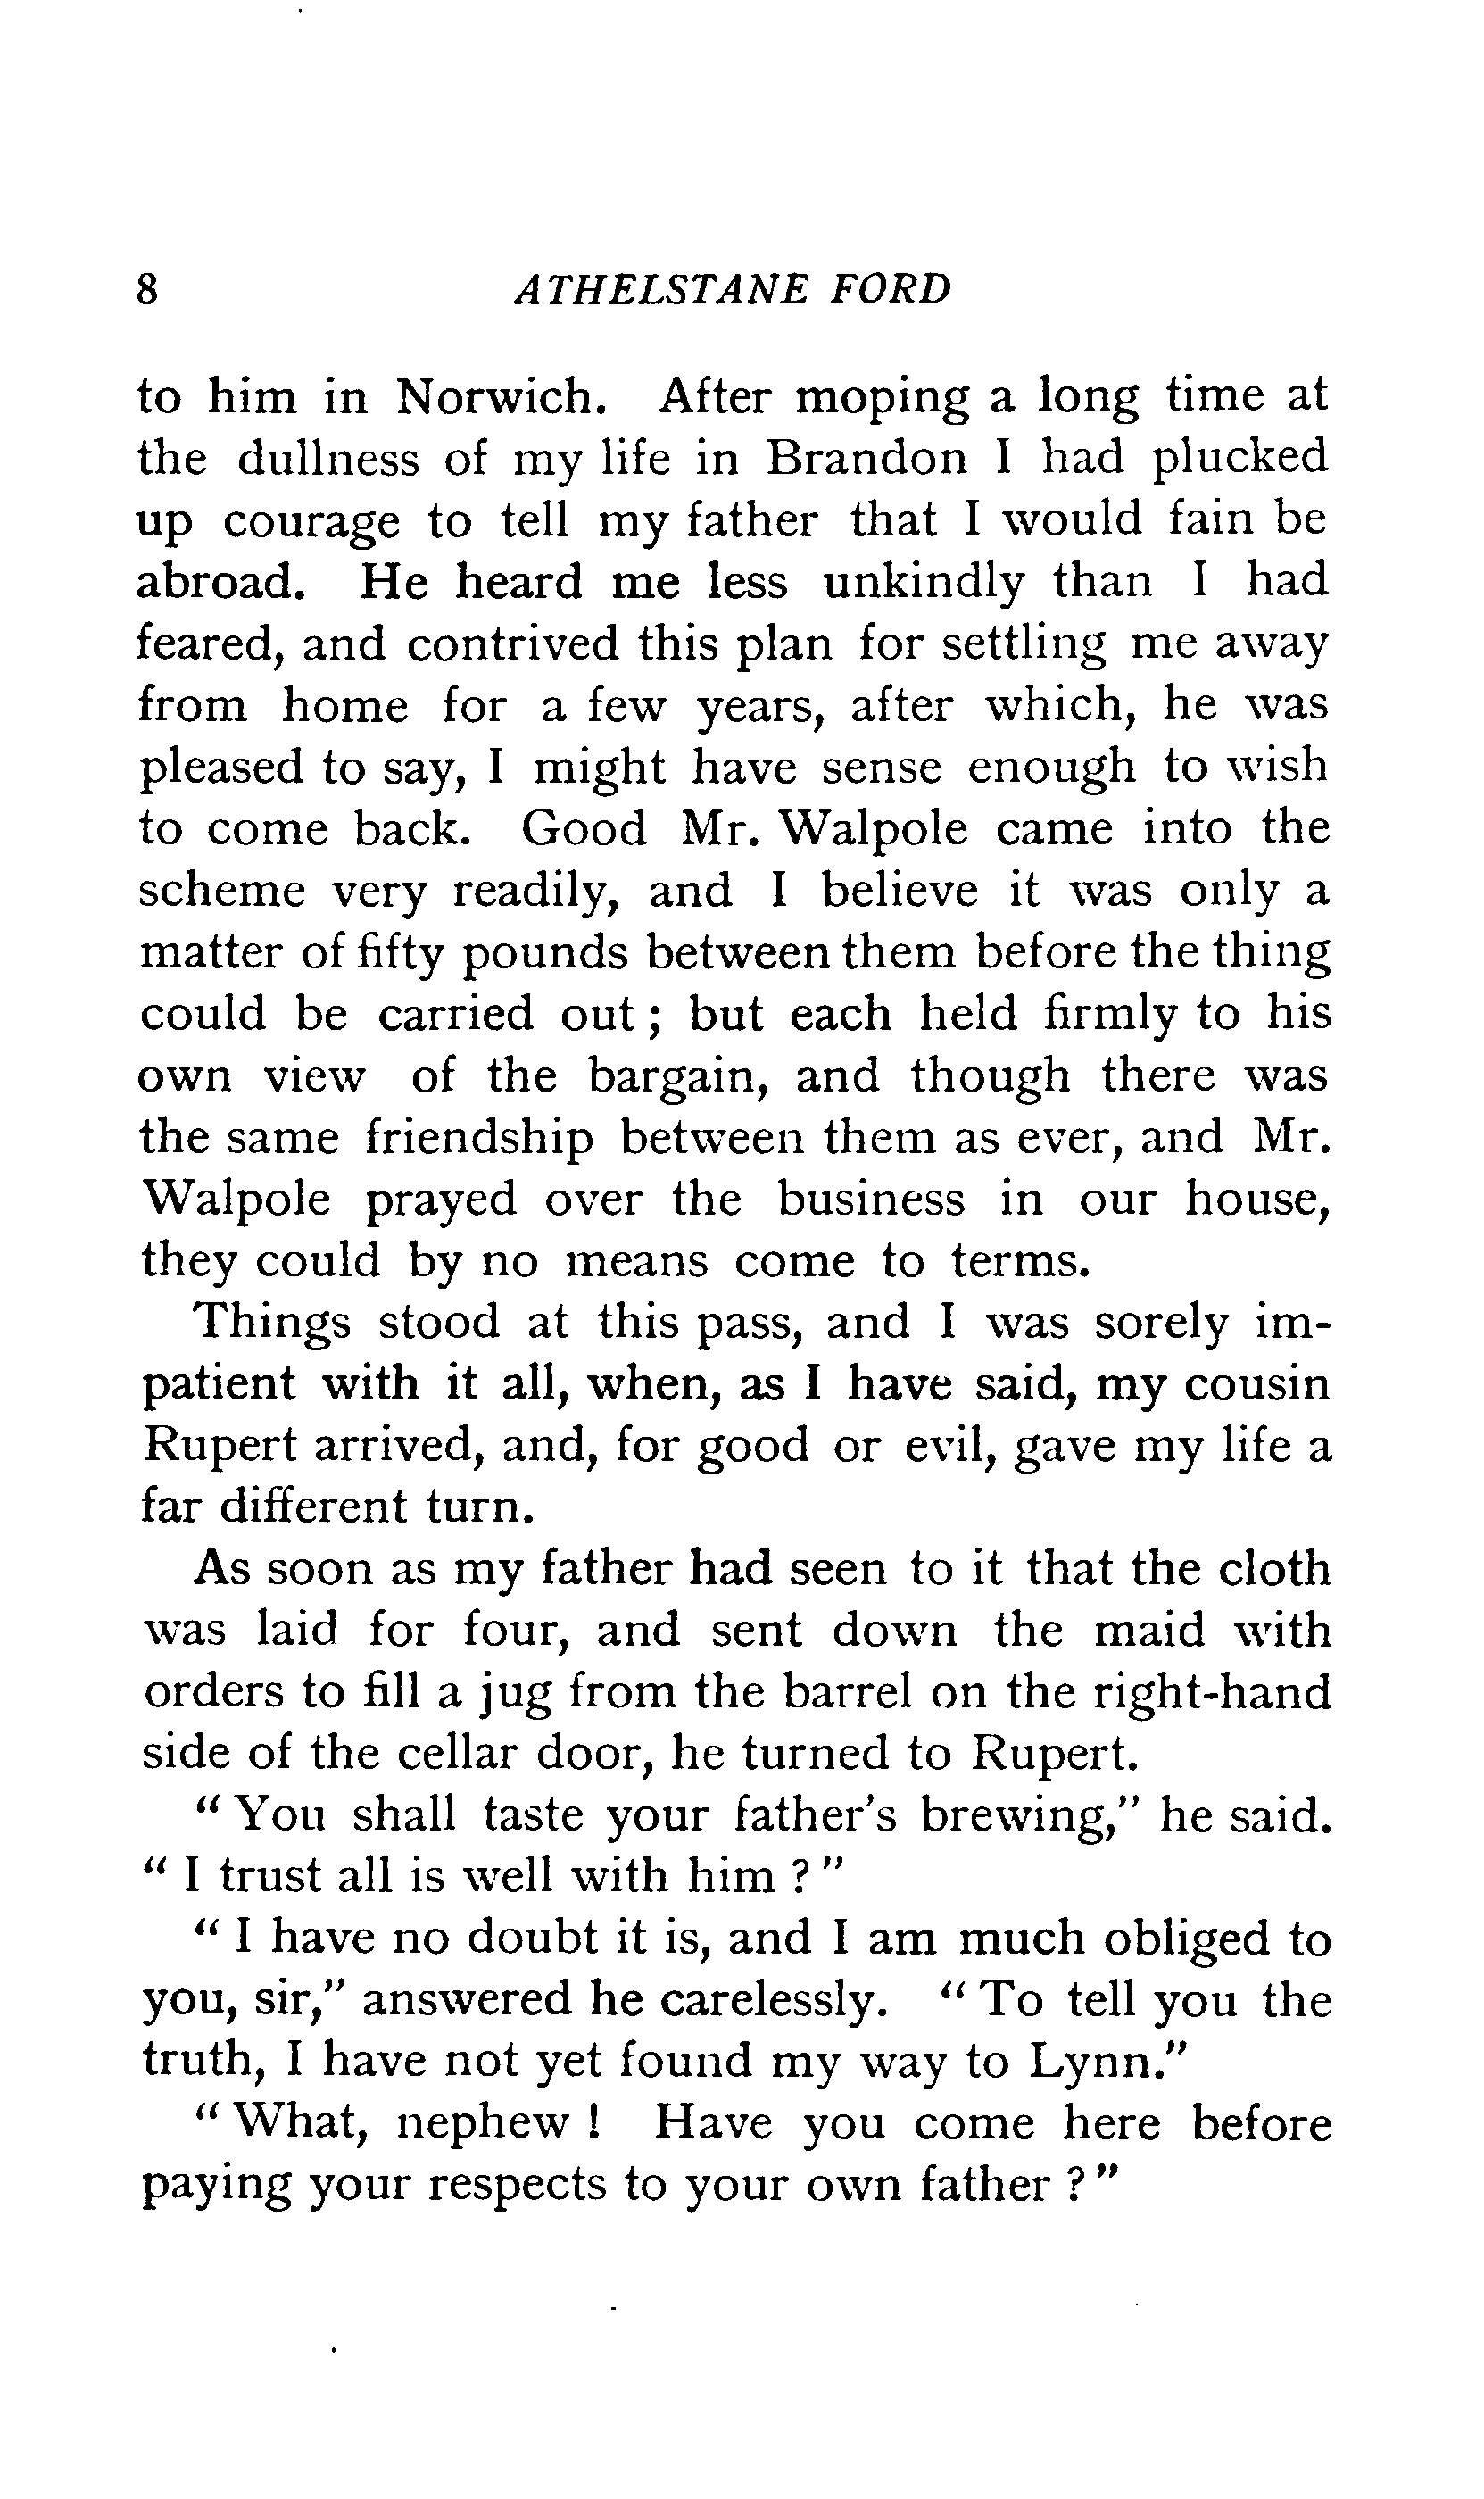 8 ATHELSTANE FORD
to him in Norwich. After moping a long time at
the dullness of my life in Brandon I had plucked
up courage to tell my father that I would fain be
abroad. He heard me less unkindly than I had
feared, and contrived this plan for settling me away
from home for a few years, after which, he was
pleased to say, I might have sense enough to wish
to come back. Good Mr. Walpole came into the
scheme very readily, and I believe it was only a
matter of fifty pounds between them before the thing
could be carried out ; but each held firmly to his
own view of the bargain, and though there was
the same friendship between them as ever, and Mr.
Walpole prayed over the business in our house,
they could by no means come to terms.
Things stood at this pass, and I was sorely im-
patient with it all, when, as I have said, my cousin
Rupert arrived, and, for good or evil, gave my life a
far different turn.
As soon as my father had seen to it that the cloth
was laid for four, and sent down the maid with
orders to fill a jug from the barrel on the right-hand
side of the cellar door, he turned to Rupert.
" You shall taste your father's brewing," he said.
" I trust all is well with him ? "
" I have no doubt it is, and I am much obliged to
you, sir," answered he carelessly. " To tell you the
truth, I have not yet found my way to Lynn."
" What, nephew ! Have you come here before
paying your respects to your own father ? "